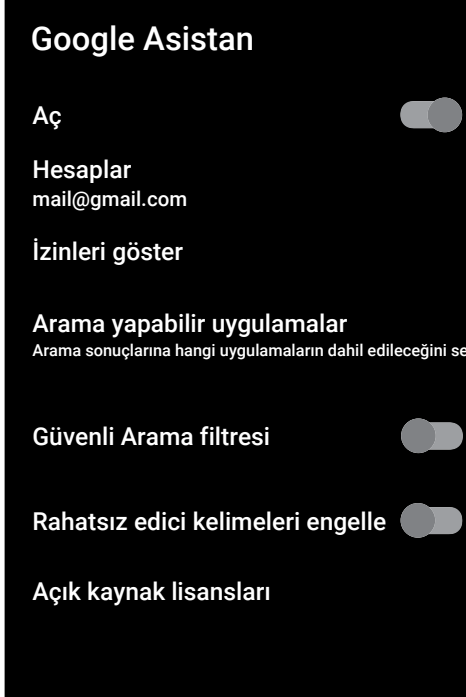 Google Asistan
Aç
Hesaplar
mail@gmail.com
İzinleri göster
Arama yapabilir uygulamalar
Arama sonuçlarına hangi uygulamaların dahil edileceğini se
Güvenli Arama filtresi
Rahatsız edici kelimeleri engelle
Açık kaynak lisansları